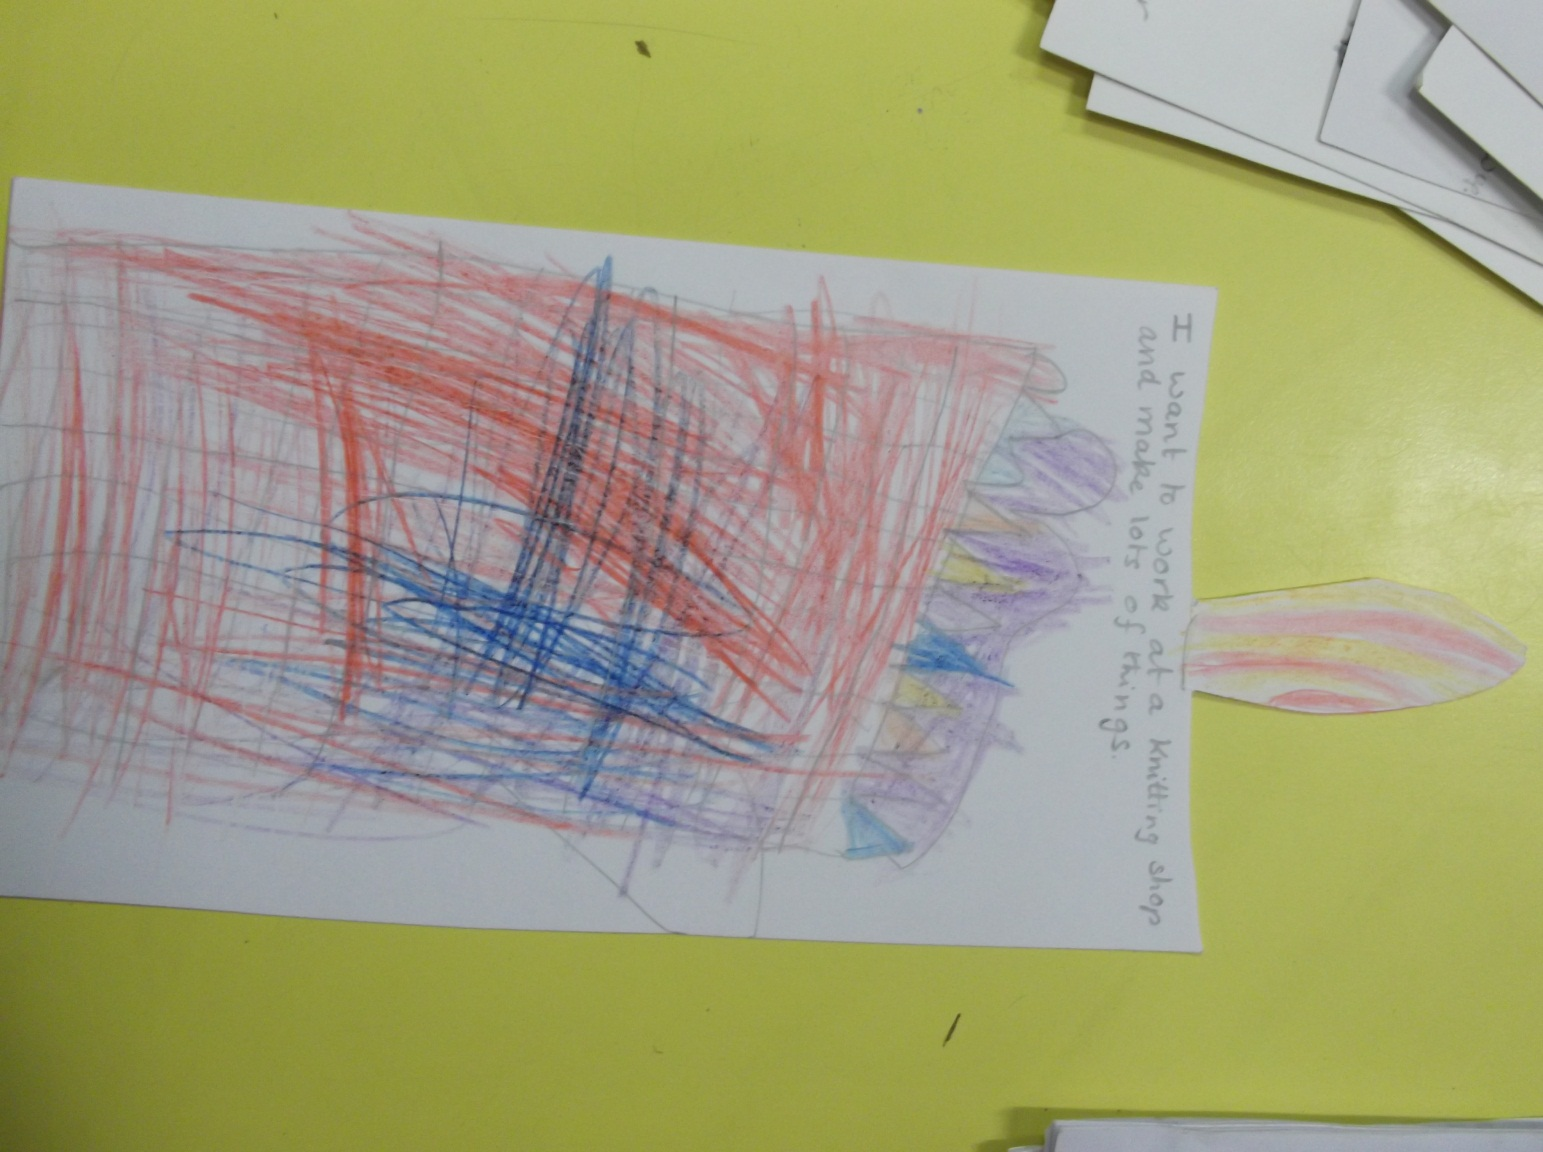 I want to work at a knitting shop
and make lots of things.